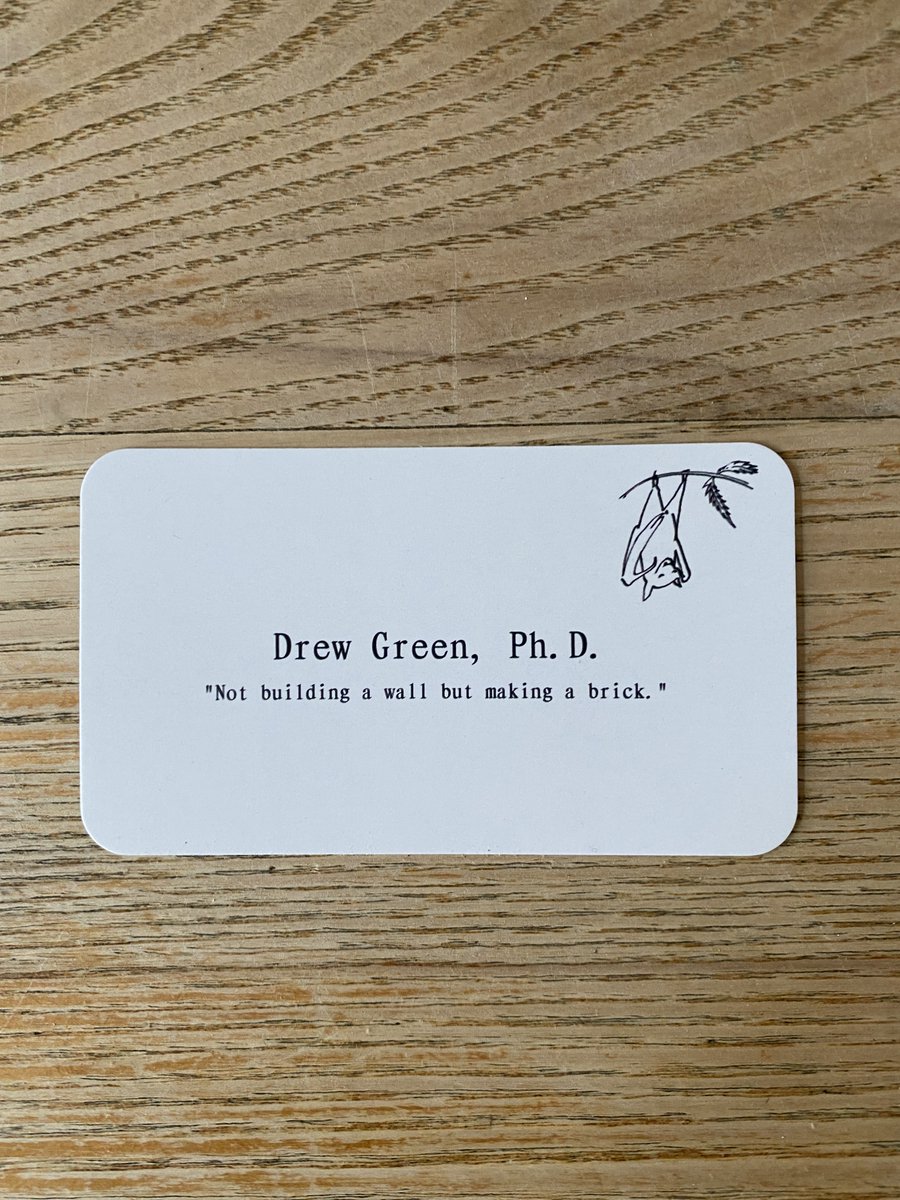 Drew Green, Ph.D.
"Not building a wall but making a brick."